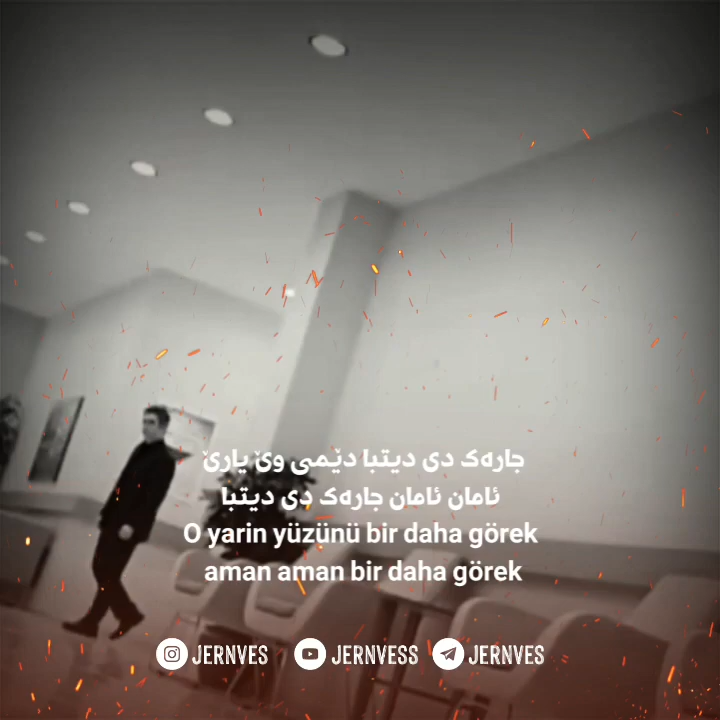 جارەک دی دیتبا دێمی وێ یارێ
ئامان ئامان جارەک دی دیتبا
O yarin yüzünü bir daha görek
aman aman bir daha görek
JERNVES JERNVESS JERNVES